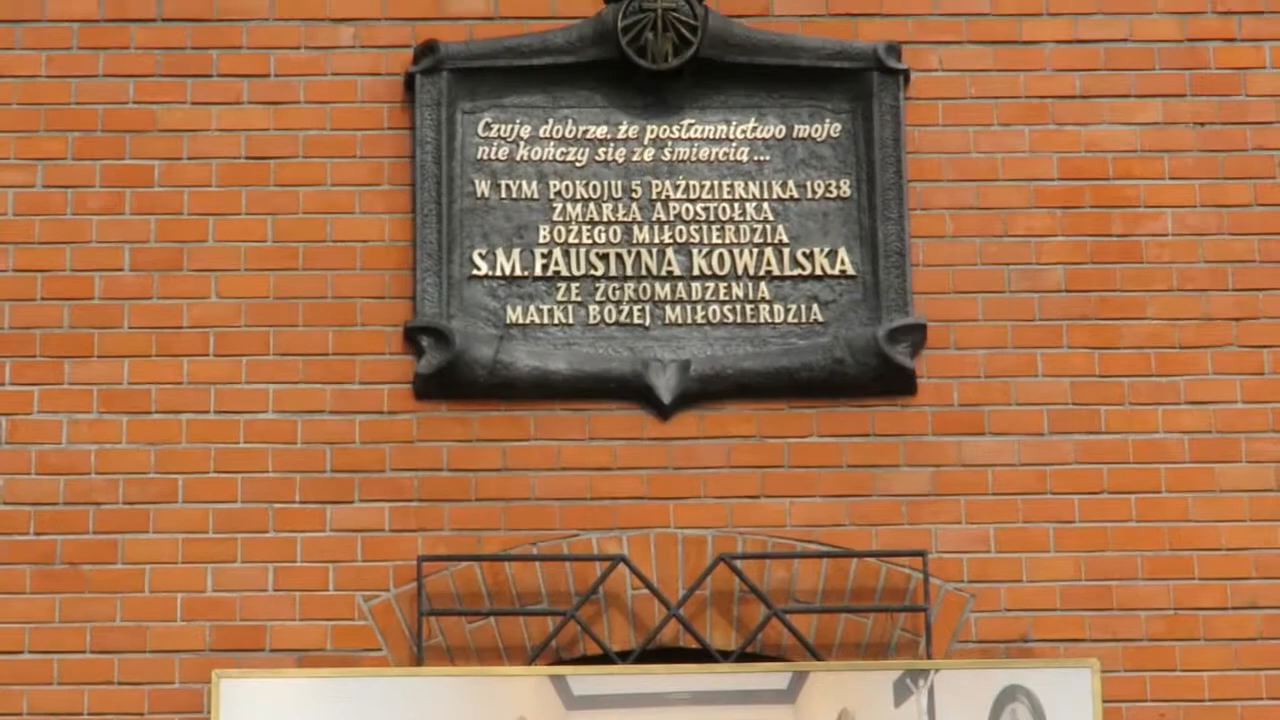 Czuję dobrze, że posłannictwo moje
nie kończy się ze śmiercią...
W TYM POKOJU 5 PAŹDZIERNIKA 1938
ZMARŁA APOSTOŁKA
BOŻEGO MIŁOSIERDZIA
S.M. FAUSTYNA KOWALSKA
ZE ZGROMADZENIA
MATKI BOŻEJ MIŁOSIERDZIA